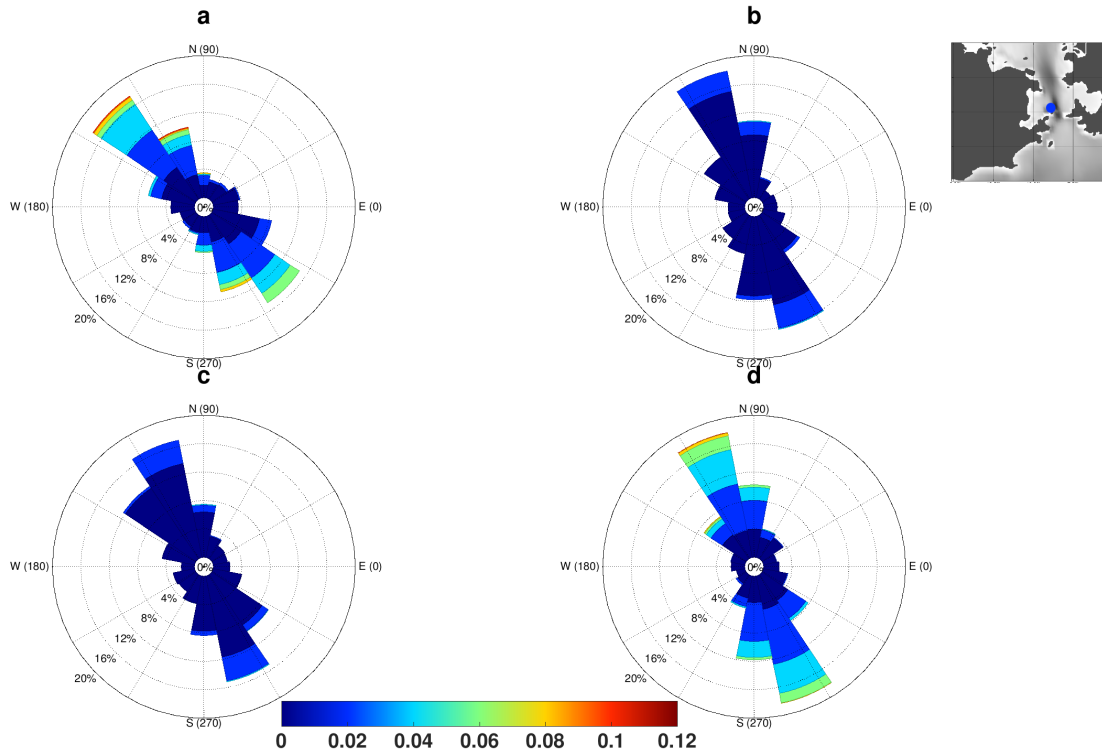 a
N (90)
W (180)
E (0)
S (270)
0%
4%
8%
12%
16%
20%
b
N (90)
W (180)
E (0)
S (270)
0%
4%
8%
12%
16%
20%
c
N (90)
W (180)
E (0)
S (270)
0%
4%
8%
12%
16%
20%
d
N (90)
W (180)
E (0)
S (270)
0%
4%
8%
12%
16%
20%
0 0.02 0.04 0.06 0.08 0.1 0.12